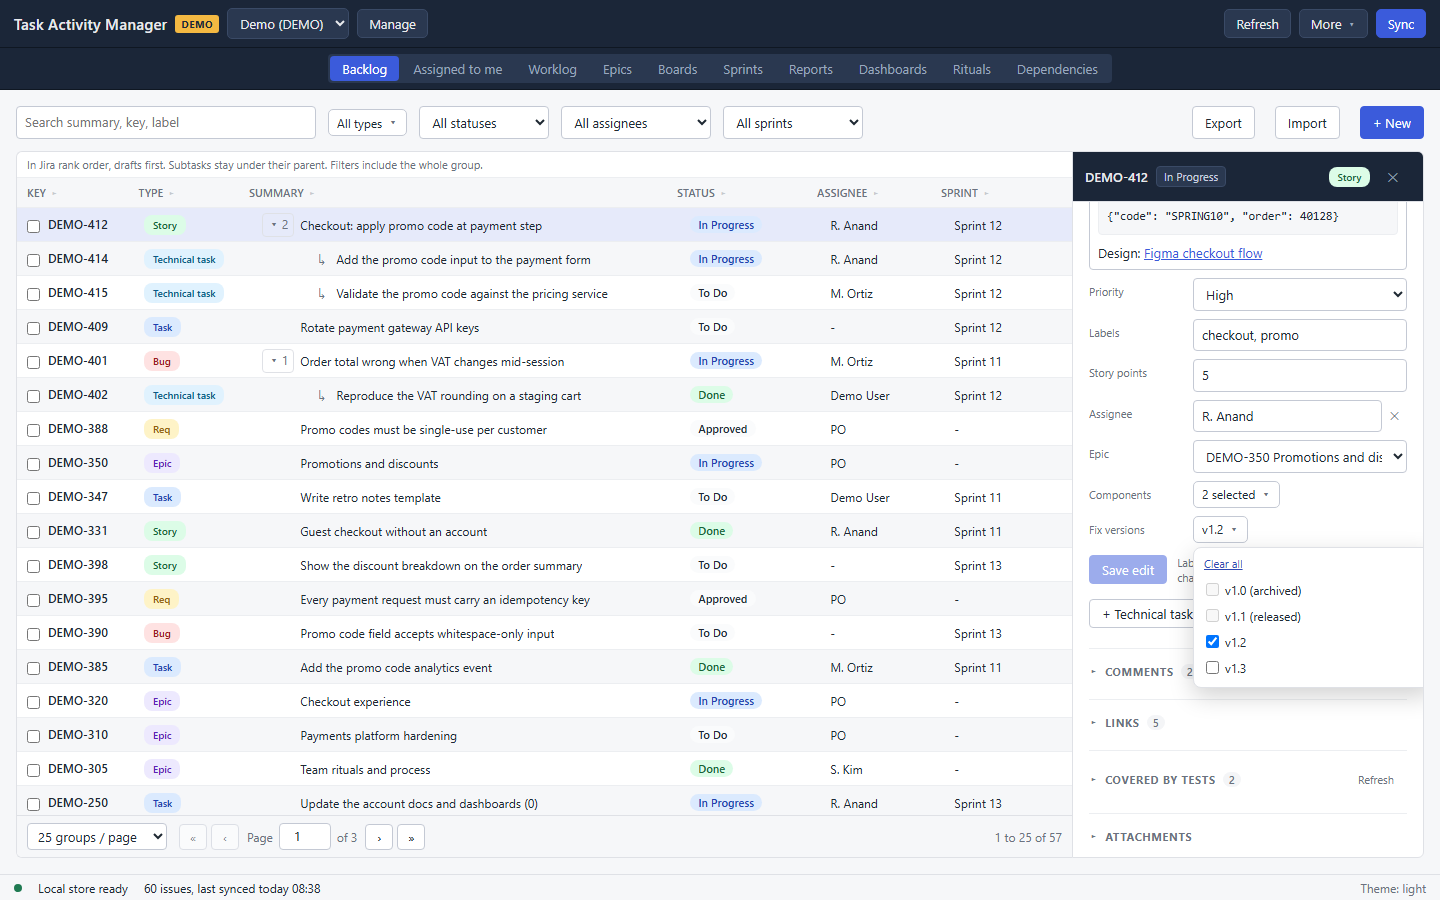 Task Activity Manager DEMO Demo (DEMO) Manage Refresh More Sync
Backlog Assigned to me Worklog Epics Boards Sprints Reports Dashboards Rituals Dependencies
Search summary, key, label All types All statuses All assignees All sprints Export Import + New
In Jira rank order, drafts first. Subtasks stay under their parent. Filters include the whole group.
KEY TYPE SUMMARY STATUS ASSIGNEE SPRINT
DEMO-412 Story 2 Checkout: apply promo code at payment step In Progress R. Anand Sprint 12
DEMO-414 Technical task ↳ Add the promo code input to the payment form In Progress R. Anand Sprint 12
DEMO-415 Technical task ↳ Validate the promo code against the pricing service To Do M. Ortiz Sprint 12
DEMO-409 Task Rotate payment gateway API keys To Do - Sprint 12
DEMO-401 Bug 1 Order total wrong when VAT changes mid-session In Progress M. Ortiz Sprint 11
DEMO-402 Technical task ↳ Reproduce the VAT rounding on a staging cart Done Demo User Sprint 12
DEMO-388 Req Promo codes must be single-use per customer Approved PO -
DEMO-350 Epic Promotions and discounts In Progress PO -
DEMO-347 Task Write retro notes template To Do Demo User Sprint 11
DEMO-331 Story Guest checkout without an account Done R. Anand Sprint 11
DEMO-398 Story Show the discount breakdown on the order summary To Do - Sprint 13
DEMO-395 Req Every payment request must carry an idempotency key Approved PO -
DEMO-390 Bug Promo code field accepts whitespace-only input To Do - Sprint 13
DEMO-385 Task Add the promo code analytics event Done M. Ortiz Sprint 11
DEMO-320 Epic Checkout experience In Progress PO -
DEMO-310 Epic Payments platform hardening To Do PO -
DEMO-305 Epic Team rituals and process Done S. Kim -
DEMO-250 Task Update the account docs and dashboards (0) In Progress R. Anand Sprint 13
25 groups / page « ‹ Page 1 of 3 › » 1 to 25 of 57
DEMO-412 In Progress Story ×
{"code": "SPRING10", "order": 40128}
Design: Figma checkout flow
Priority High
Labels checkout, promo
Story points 5
Assignee R. Anand ×
Epic DEMO-350 Promotions and dis
Components 2 selected
Fix versions v1.2
Clear all
v1.0 (archived)
v1.1 (released)
v1.2
v1.3
Save edit Lab
cha
+ Technical task
COMMENTS 2
LINKS 5
COVERED BY TESTS 2 Refresh
ATTACHMENTS
Local store ready 60 issues, last synced today 08:38 Theme: light